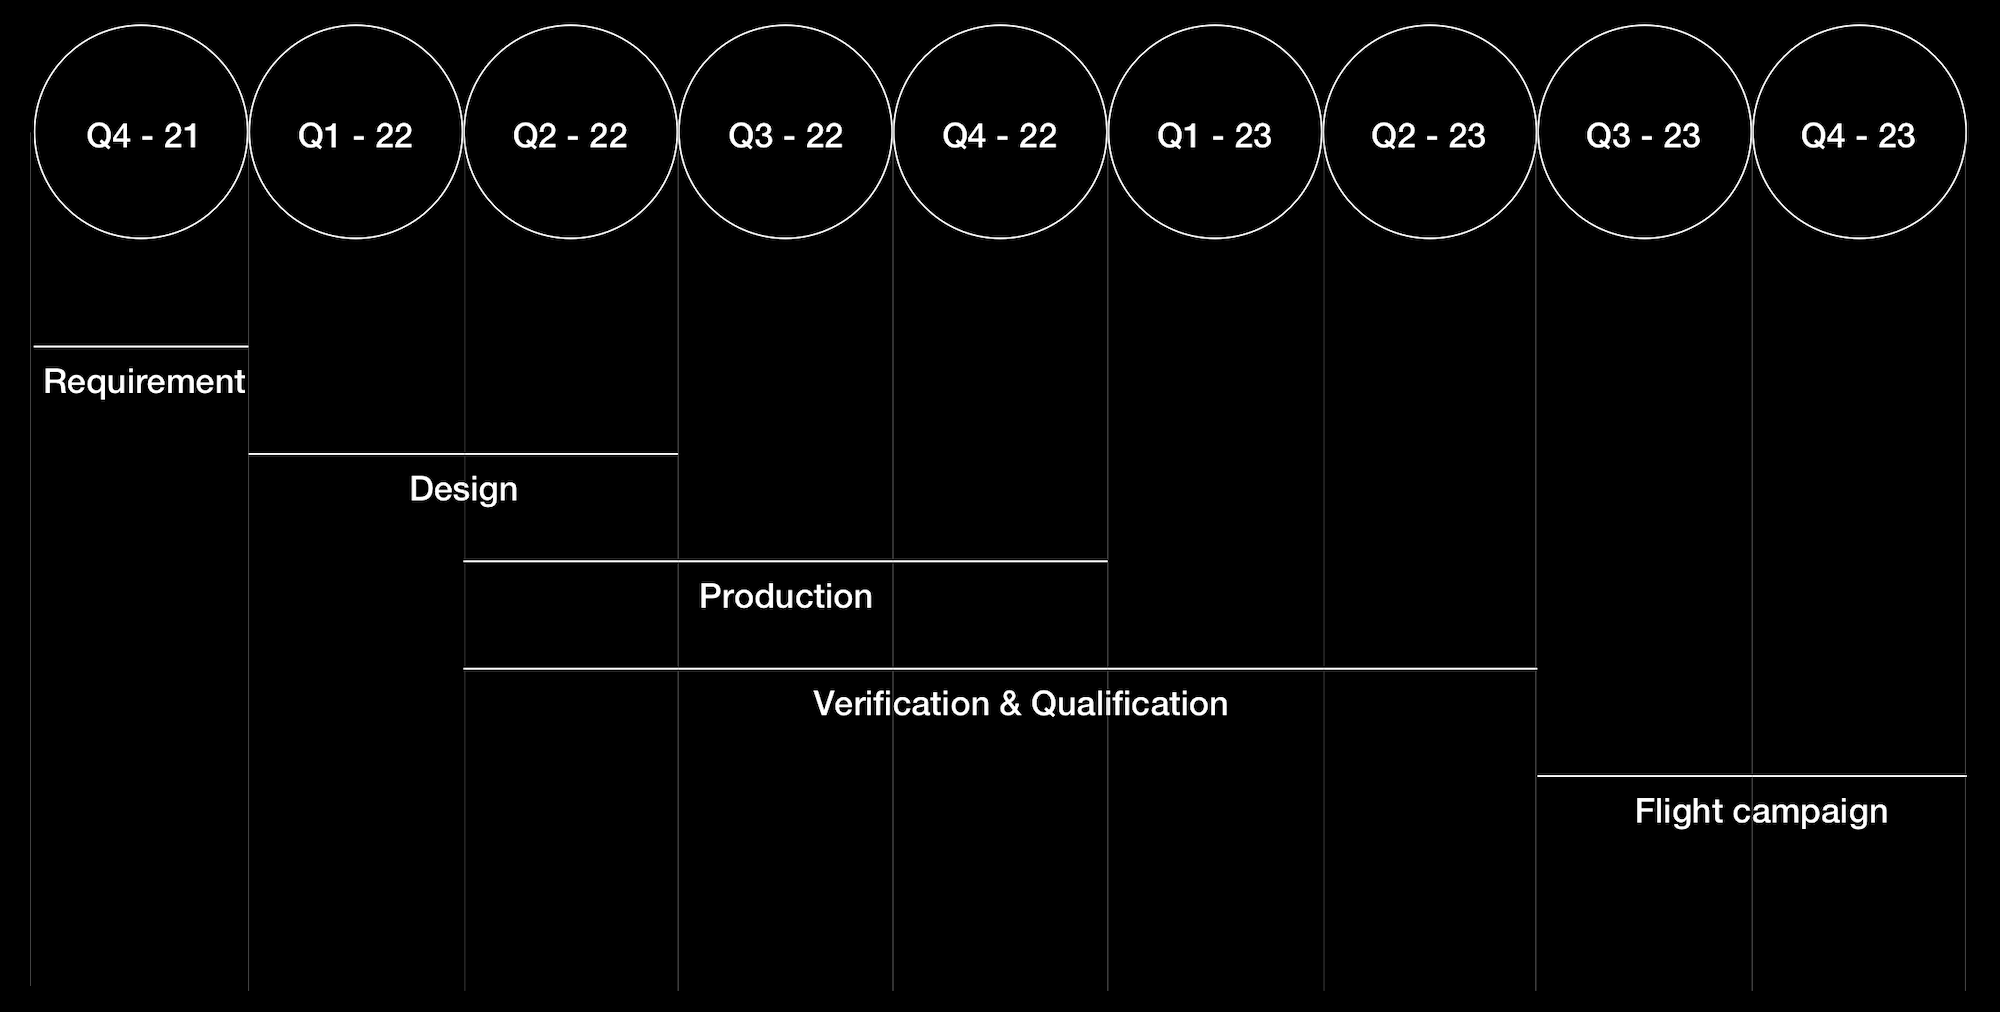 Q4 - 21 Q1 - 22 Q2 - 22 Q3 - 22 Q4 - 22 Q1 - 23 Q2 - 23 Q3 - 23 Q4 - 23
Requirement
Design
Production
Verification & Qualification
Flight campaign